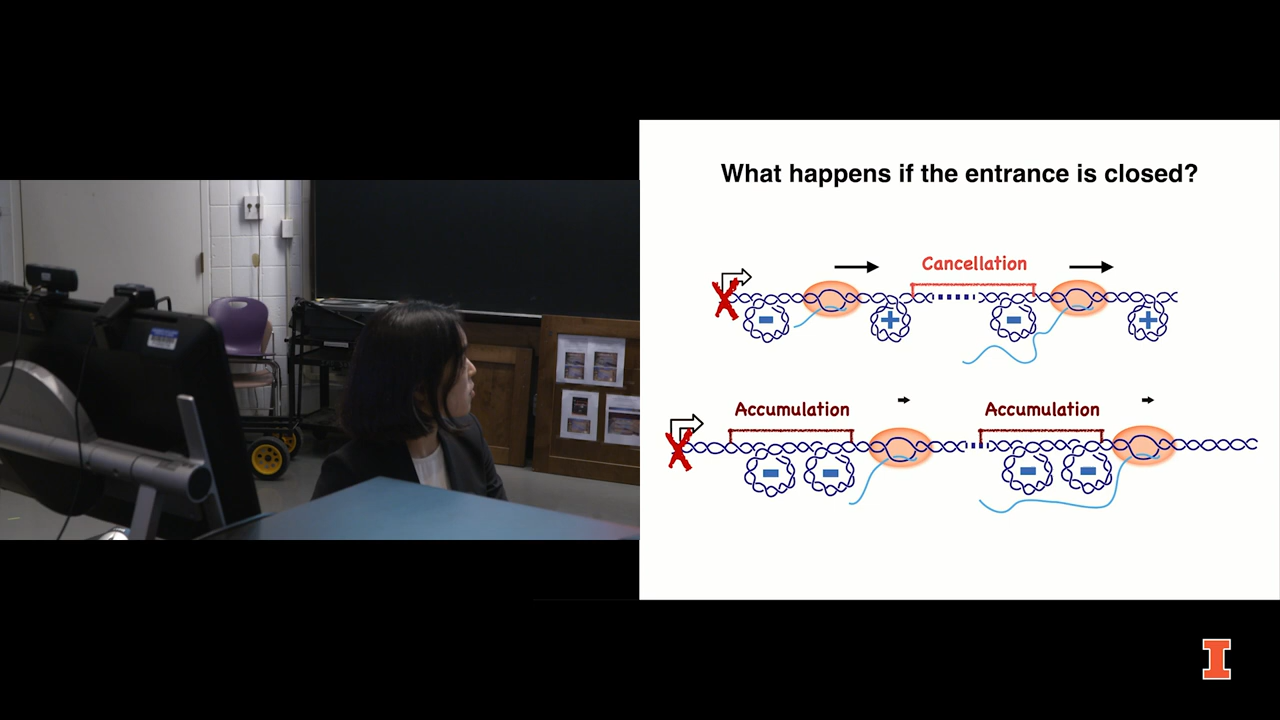 What happens if the entrance is closed?
Cancellation
- + - +
Accumulation Accumulation
- - - -
I